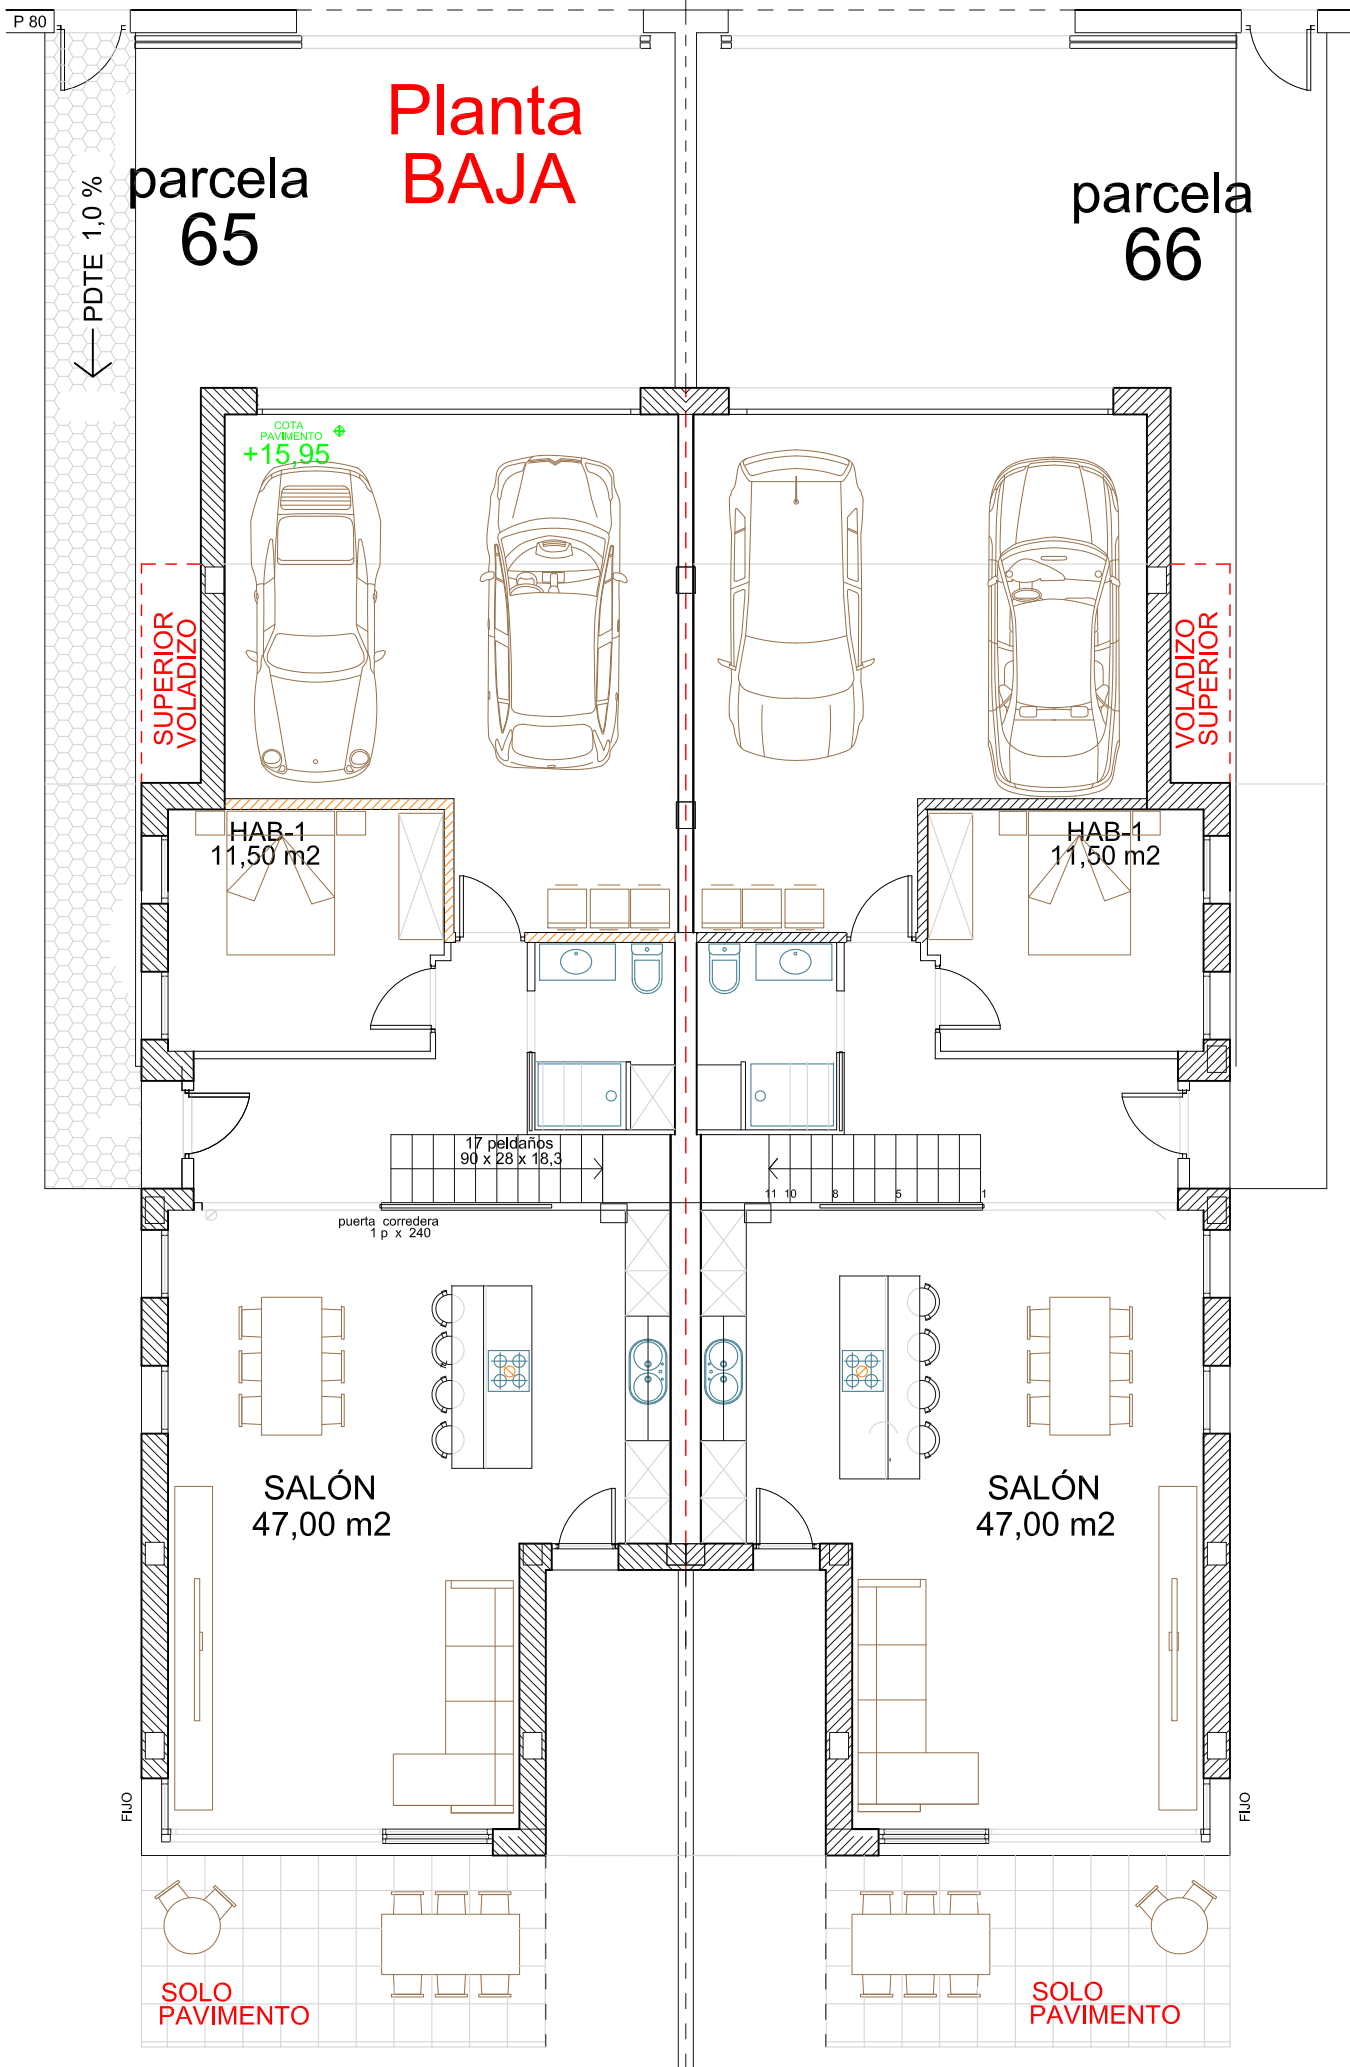 P 80
Planta
BAJA
parcela
65
parcela
66
PDTE 1,0 %
COTA
PAVIMENTO
+15,95
SUPERIOR
VOLADIZO
VOLADIZO
SUPERIOR
HAB-1
11,50 m2
HAB-1
11,50 m2
17 peldaños
90 x 28 x 18,3
11 10 8 5 1
puerta corredera
1 p x 240
SALÓN
47,00 m2
SALÓN
47,00 m2
FIJO
FIJO
SOLO
PAVIMENTO
SOLO
PAVIMENTO